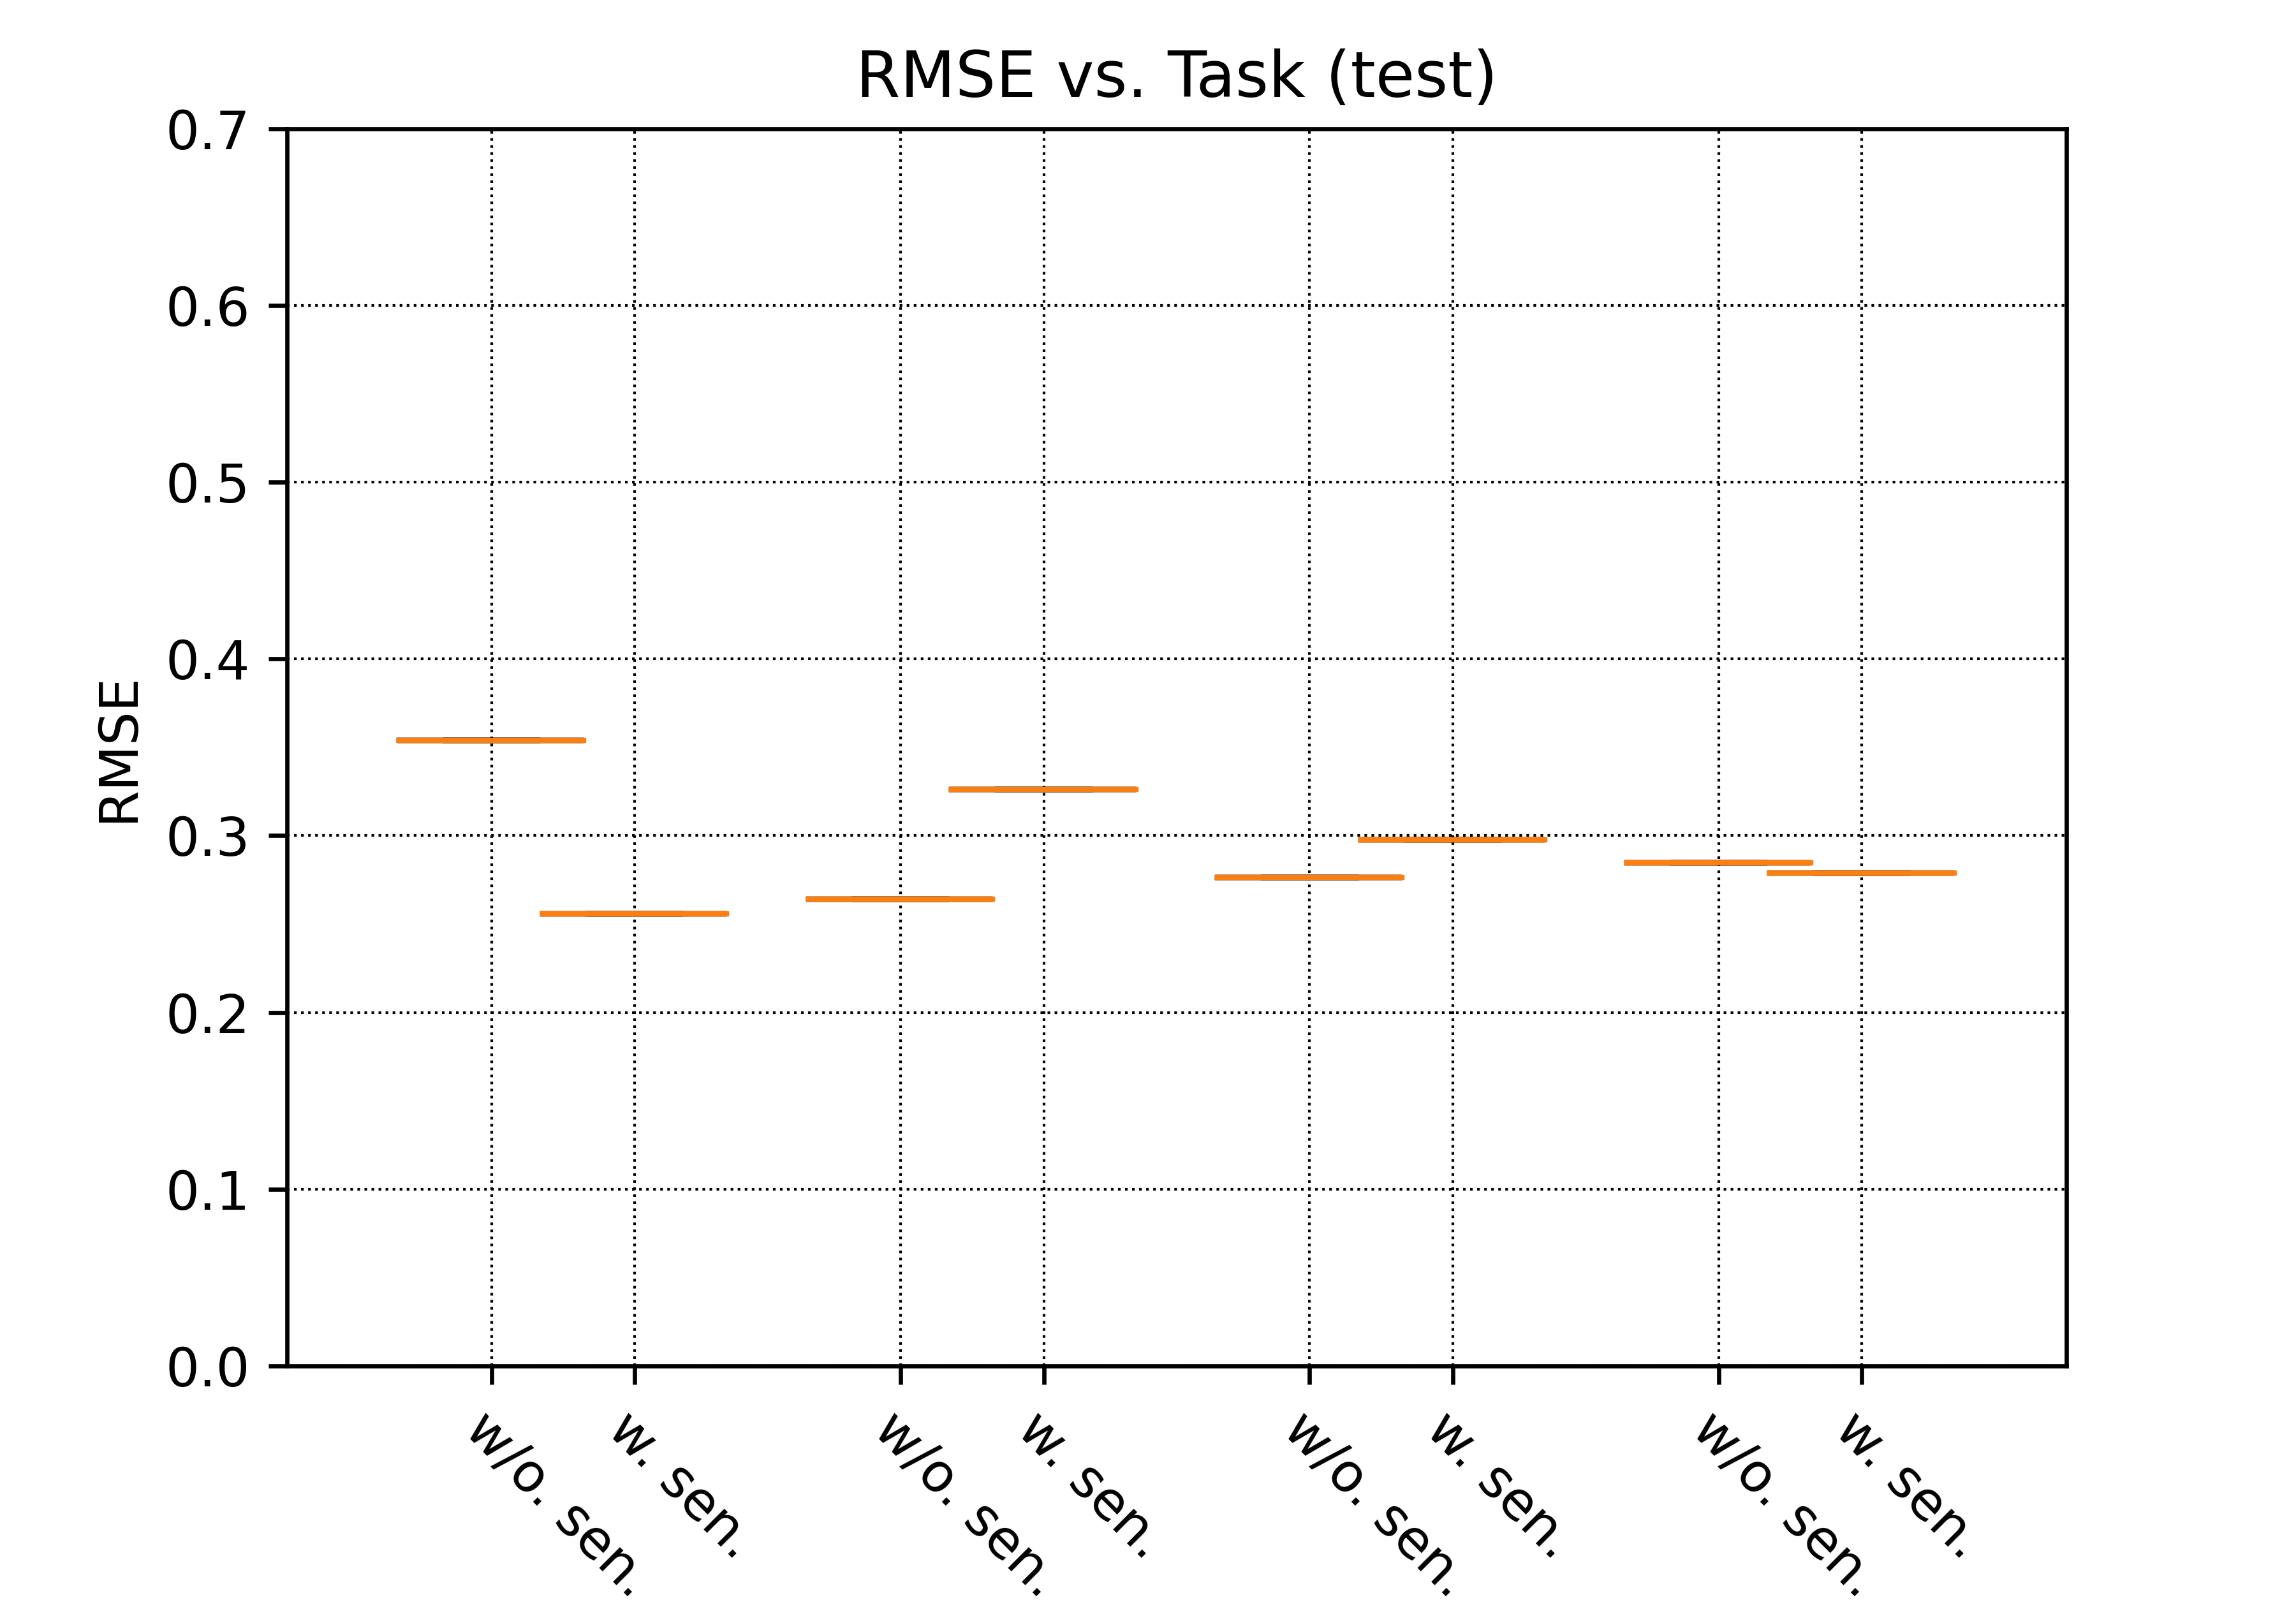 RMSE vs. Task (test)
0.7
0.6
0.5
0.4
0.3
0.2
0.1
0.0
RMSE
w/o. sen.
w. sen.
w/o. sen.
w. sen.
w/o. sen.
w. sen.
w/o. sen.
w. sen.